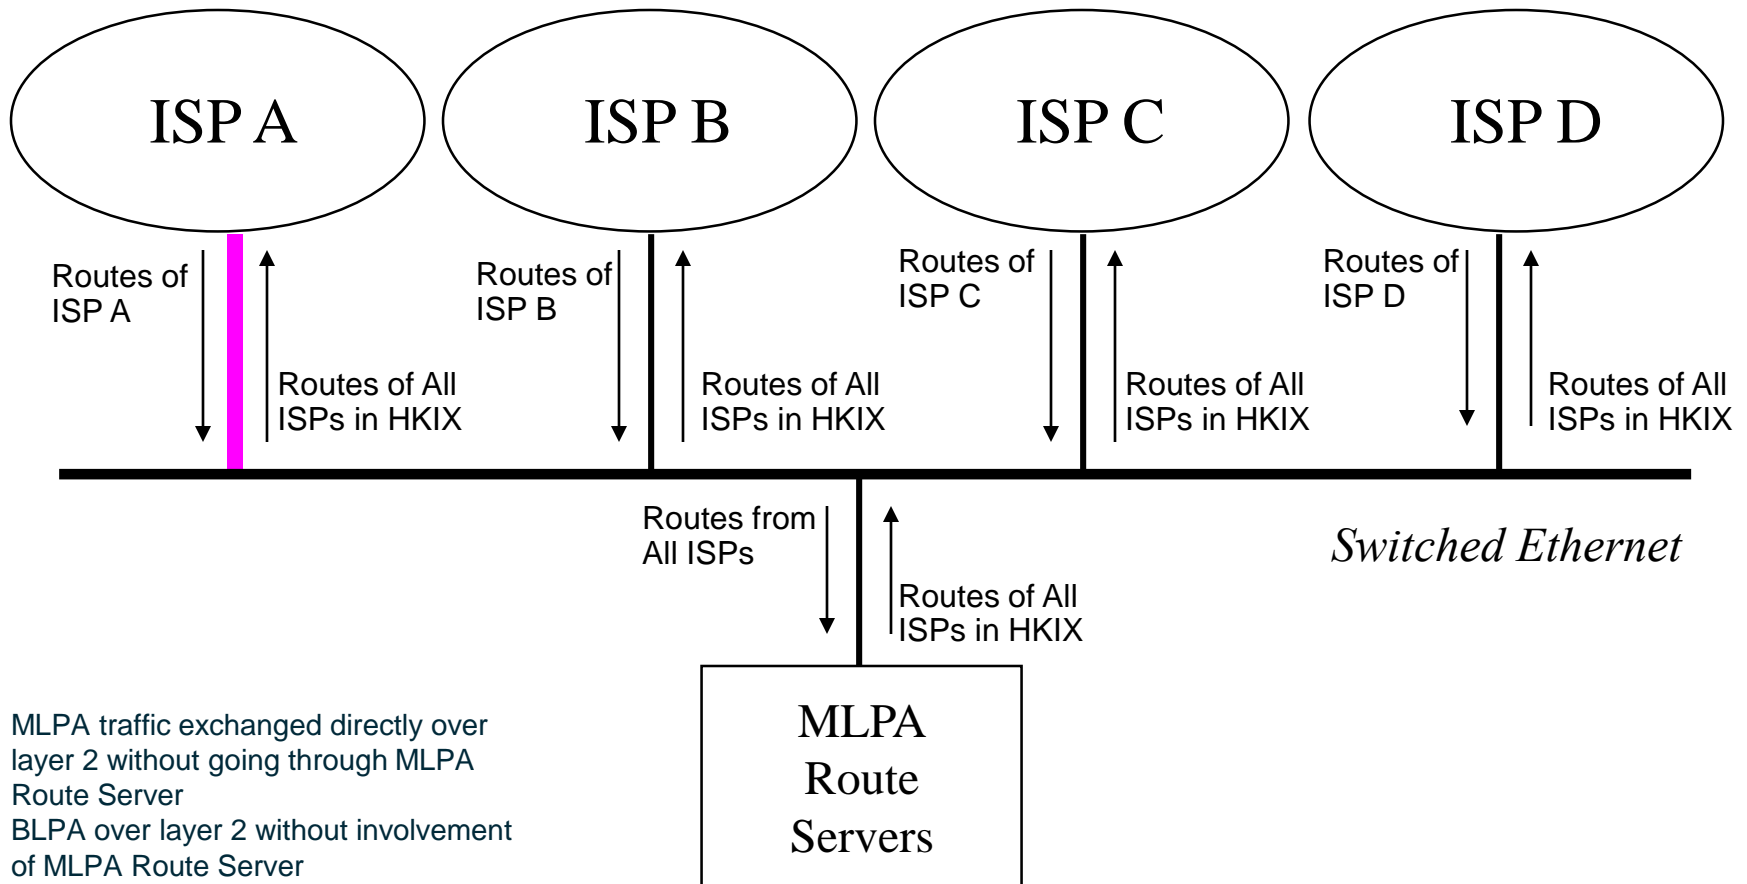 ISP A
ISP B
ISP C
ISP D
Routes of
ISP A
Routes of All
ISPs in HKIX
Routes of
ISP B
Routes of All
ISPs in HKIX
Routes of
ISP C
Routes of All
ISPs in HKIX
Routes of
ISP D
Routes of All
ISPs in HKIX
Routes from
All ISPs
Routes of All
ISPs in HKIX
Switched Ethernet
MLPA
Route
Servers
MLPA traffic exchanged directly over
layer 2 without going through MLPA
Route Server
BLPA over layer 2 without involvement
of MLPA Route Server